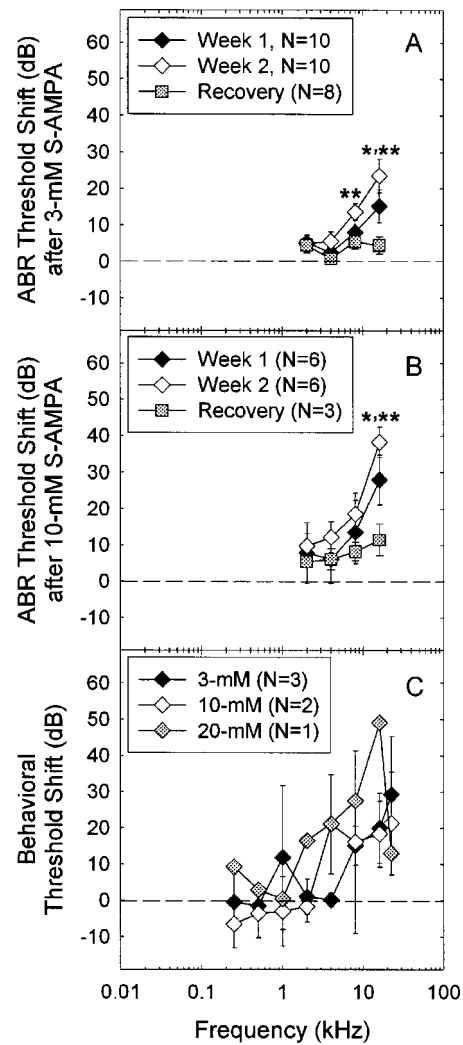 ABR Threshold Shift (dB)
after 3-mM S-AMPA
60
50
40
30
20
10
0
-10
Week 1, N=10
Week 2, N=10
Recovery (N=8)
A
**
*,**
ABR Threshold Shift (dB)
after 10-mM S-AMPA
60
50
40
30
20
10
0
-10
Week 1 (N=6)
Week 2 (N=6)
Recovery (N=3)
B
*,**
Behavioral
Threshold Shift (dB)
60
50
40
30
20
10
0
-10
3-mM (N=3)
10-mM (N=2)
20-mM (N=1)
C
0.01 0.1 1 10 100
Frequency (kHz)